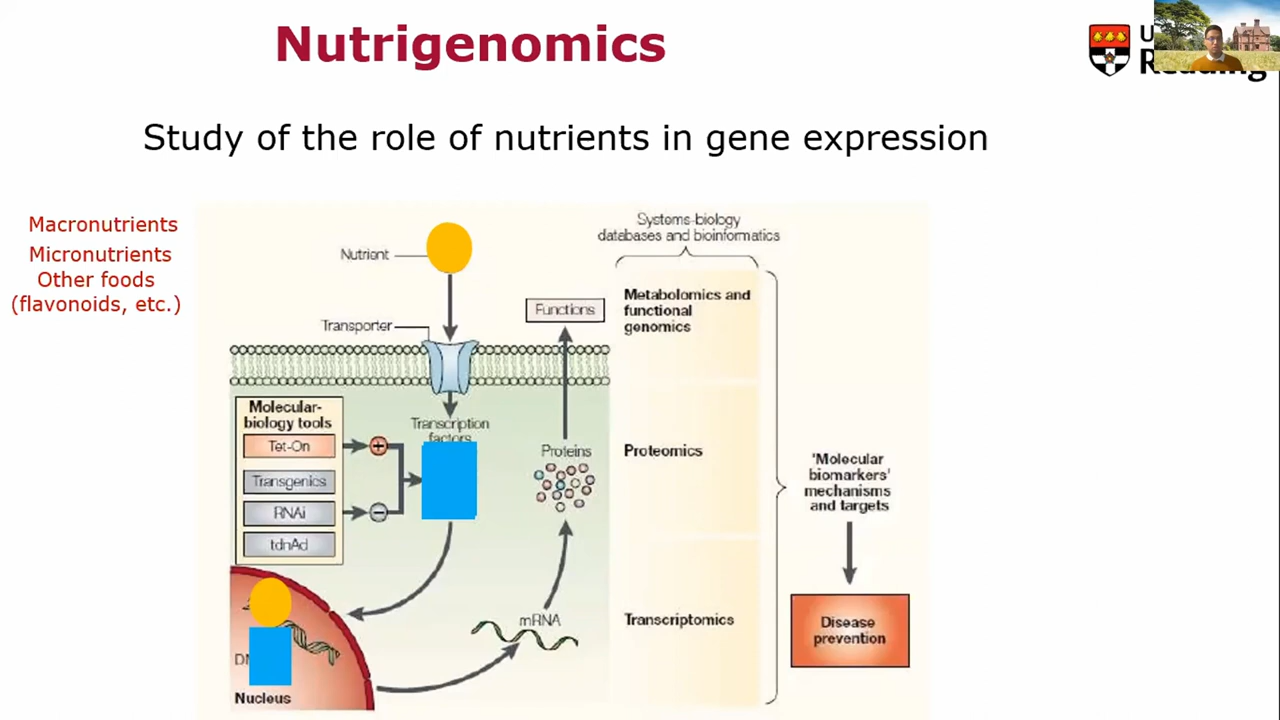 Nutrigenomics
Study of the role of nutrients in gene expression
Macronutrients
Micronutrients
Other foods
(flavonoids, etc.)
Nutrient
Transporter
Transcription
factors
Molecular-
biology tools
Tet-On
Transgenics
RNAi
tdnAd
Nucleus
mRNA
Proteins
Functions
Systems-biology
databases and bioinformatics
Metabolomics and
functional
genomics
Proteomics
Transcriptomics
'Molecular
biomarkers'
mechanisms
and targets
Disease
prevention